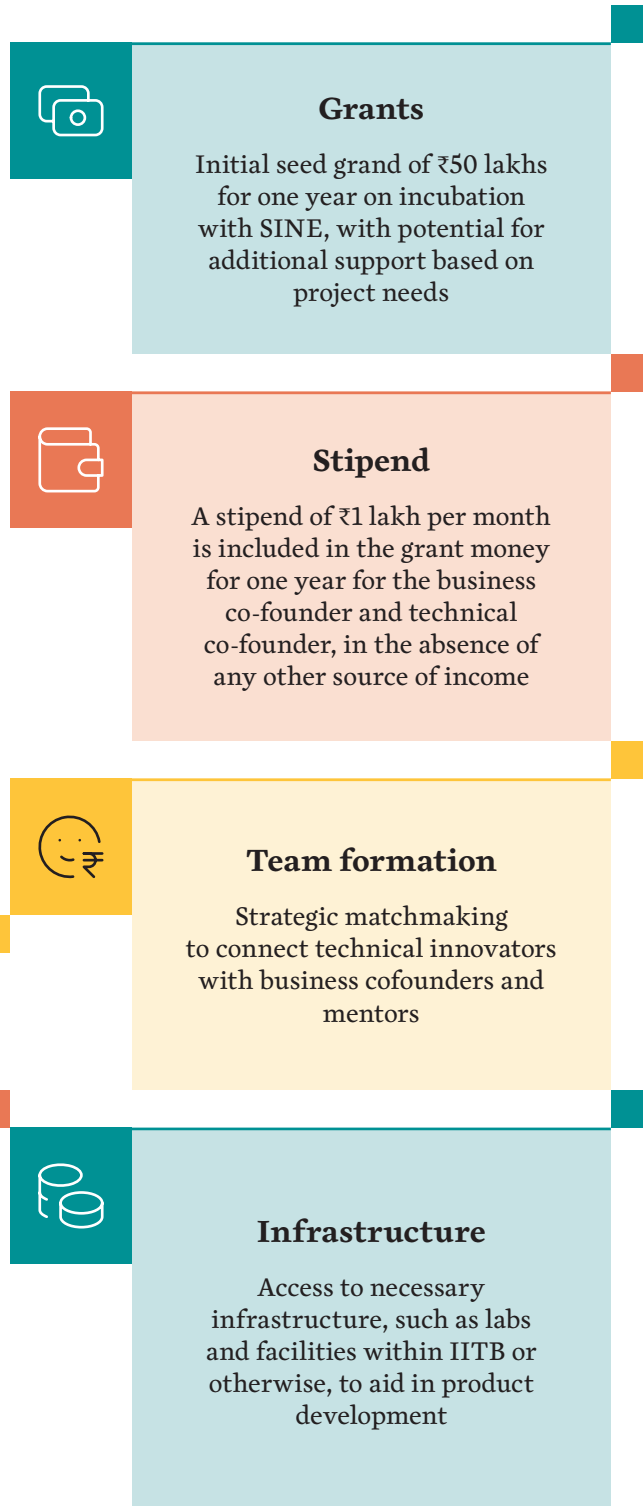 Grants
Initial seed grand of ₹50 lakhs
for one year on incubation
with SINE, with potential for
additional support based on
project needs
Stipend
A stipend of ₹1 lakh per month
is included in the grant money
for one year for the business
co-founder and technical
co-founder, in the absence of
any other source of income
Team formation
Strategic matchmaking
to connect technical innovators
with business cofounders and
mentors
Infrastructure
Access to necessary
infrastructure, such as labs
and facilities within IITB or
otherwise, to aid in product
development